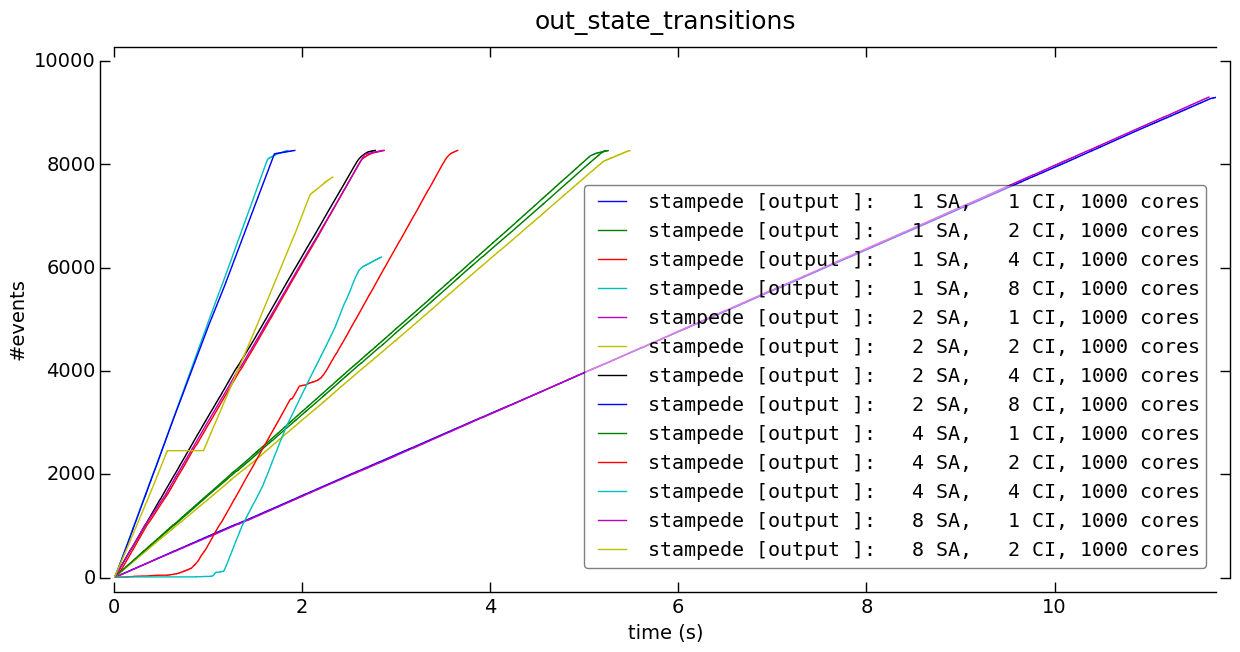 out_state_transitions
10000
8000
6000
4000
2000
0
#events
stampede [output ]:   1 SA,   1 CI, 1000 cores
stampede [output ]:   1 SA,   2 CI, 1000 cores
stampede [output ]:   1 SA,   4 CI, 1000 cores
stampede [output ]:   1 SA,   8 CI, 1000 cores
stampede [output ]:   2 SA,   1 CI, 1000 cores
stampede [output ]:   2 SA,   2 CI, 1000 cores
stampede [output ]:   2 SA,   4 CI, 1000 cores
stampede [output ]:   2 SA,   8 CI, 1000 cores
stampede [output ]:   4 SA,   1 CI, 1000 cores
stampede [output ]:   4 SA,   2 CI, 1000 cores
stampede [output ]:   4 SA,   4 CI, 1000 cores
stampede [output ]:   8 SA,   1 CI, 1000 cores
stampede [output ]:   8 SA,   2 CI, 1000 cores
0 2 4 6 8 10
time (s)